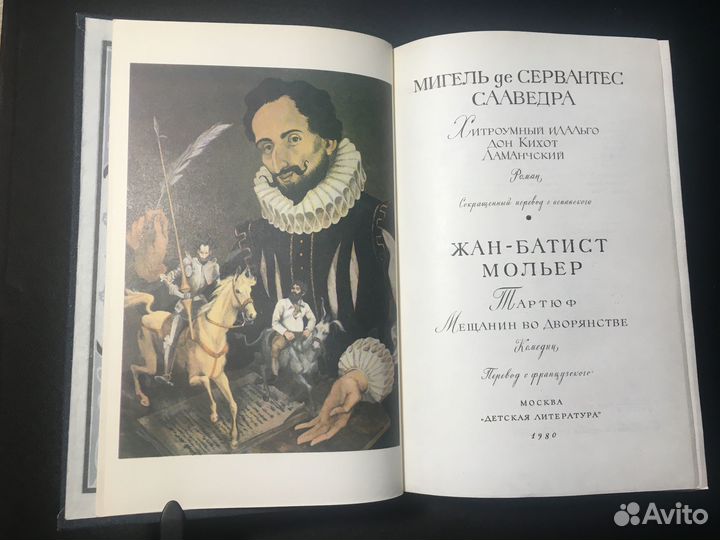 МИГЕЛЬ де СЕРВАНТЕС
СААВЕДРА
Хитроумный идальго
Дон Кихот
Ламанчский
Роман
Сокращенный перевод с испанского
ЖАН-БАТИСТ
МОЛЬЕР
Тартюф
Мещанин во дворянстве
Комедии
Перевод с французского
МОСКВА
"ДЕТСКАЯ ЛИТЕРАТУРА"
1980
Avito